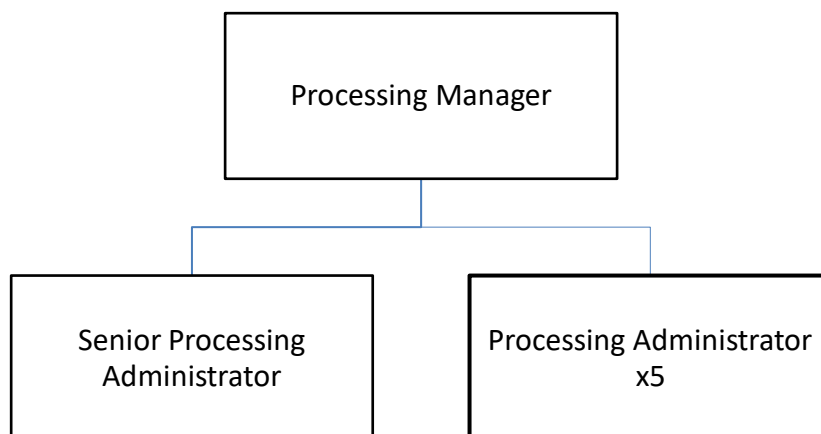 Processing Manager
Senior Processing
Administrator
Processing Administrator
x5